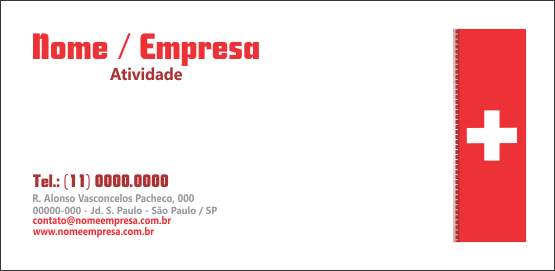 Nome / Empresa
Atividade
Tel.: (11) 0000.0000
R. Alonso Vasconcelos Pacheco, 000
00000-000 - Jd. S. Paulo - São Paulo / SP
contato@nomeempresa.com.br
www.nomeempresa.com.br